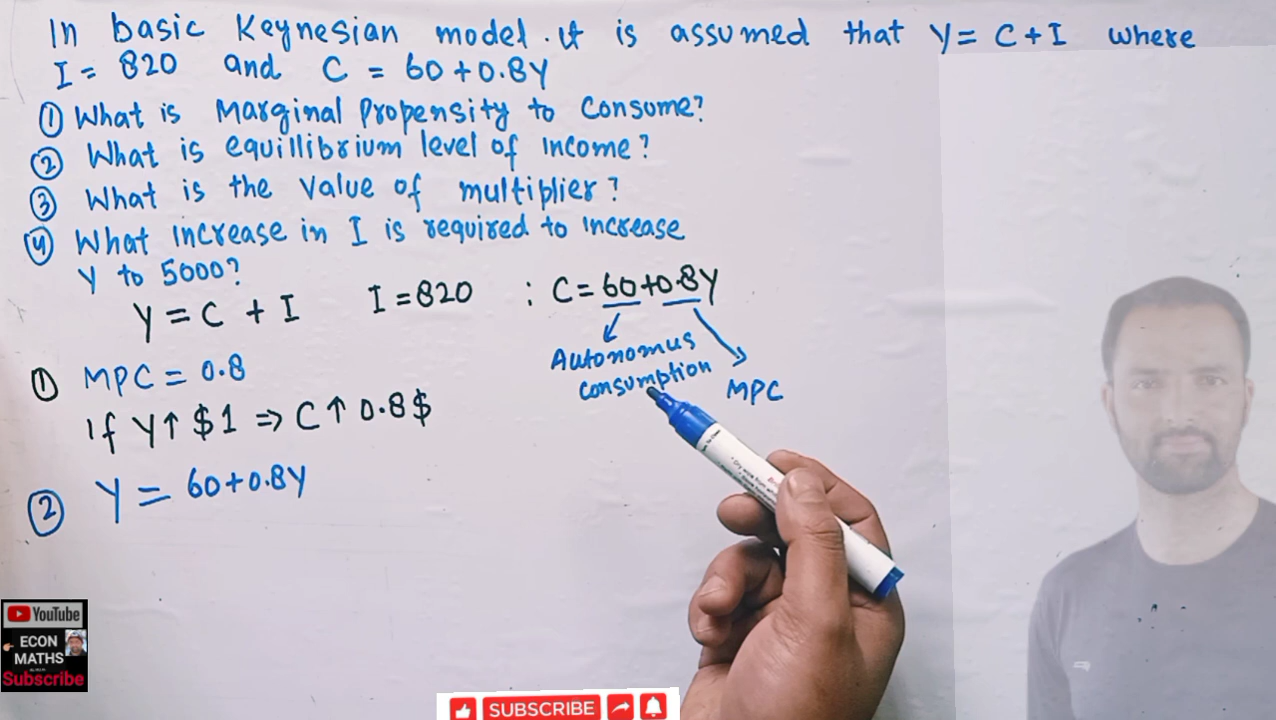 In basic Keynesian model. it is assumed that Y = C + I where
I = 820 and C = 60 + 0.8Y
① What is Marginal Propensity to Consume?
② What is equillibrium level of income?
③ What is the value of multiplier?
④ What increase in I is required to increase
Y to 5000?
Y = C + I I = 820 : C = 60 + 0.8Y
Autonomus
consumption
MPC
① MPC = 0.8
If Y↑ $1 ⇒ C↑ 0.8$
② Y = 60 + 0.8Y
YouTube
ECON
MATHS
Subscribe
SUBSCRIBE